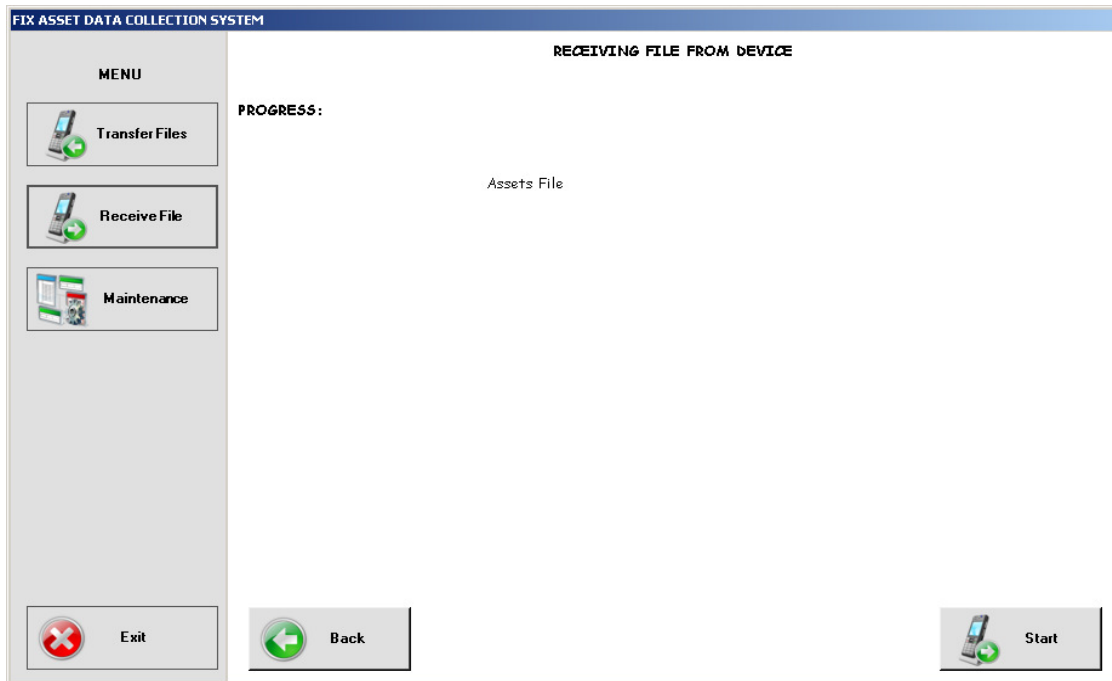 FIX ASSET DATA COLLECTION SYSTEM
MENU
Transfer Files
Receive File
Maintenance
Exit
RECEIVING FILE FROM DEVICE
PROGRESS:
Assets File
Back
Start